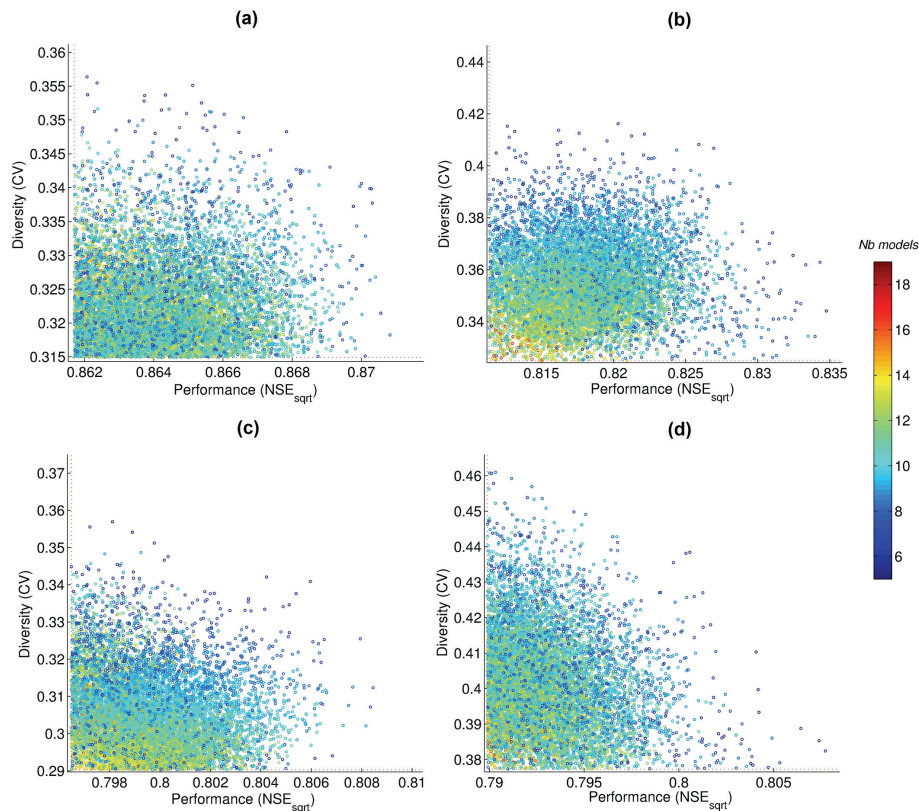 (a)
0.36
0.355
0.35
0.345
0.34
0.335
0.33
0.325
0.32
0.315
Diversity (CV)
0.862 0.864 0.866 0.868 0.87
Performance (NSEsqrt)
(b)
0.44
0.42
0.4
0.38
0.36
0.34
Diversity (CV)
0.815 0.82 0.825 0.83 0.835
Performance (NSEsqrt)
(c)
0.37
0.36
0.35
0.34
0.33
0.32
0.31
0.3
0.29
Diversity (CV)
0.798 0.8 0.802 0.804 0.806 0.808 0.81
Performance (NSEsqrt)
(d)
0.46
0.45
0.44
0.43
0.42
0.41
0.4
0.39
0.38
Diversity (CV)
0.79 0.795 0.8 0.805
Performance (NSEsqrt)
Nb models
18
16
14
12
10
8
6